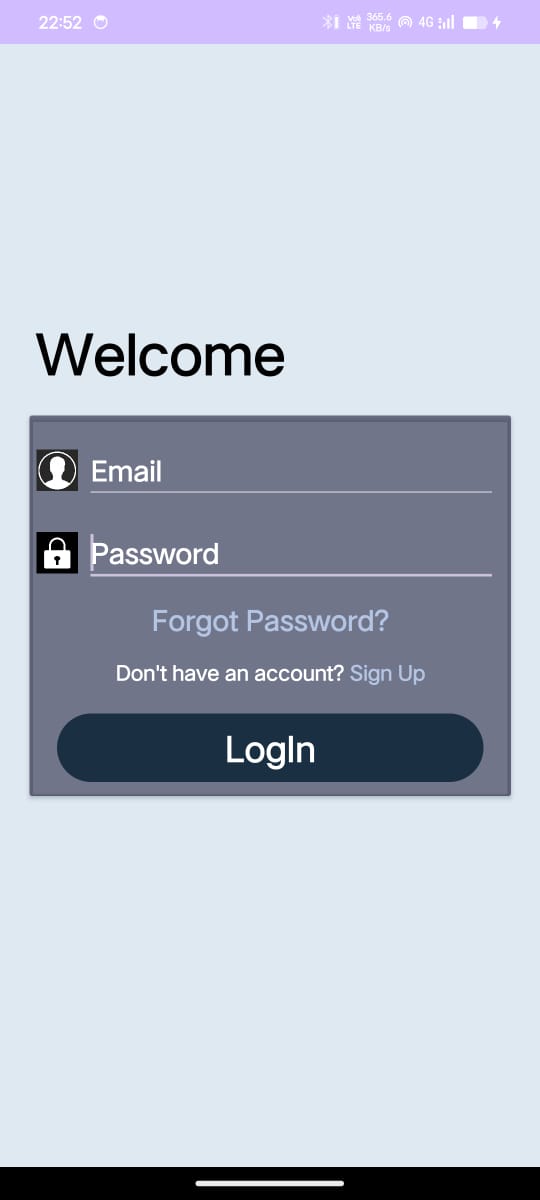 22:52 Vo) LTE 365.6 KB/s 4G
Welcome
Email
Password
Forgot Password?
Don't have an account? Sign Up
LogIn